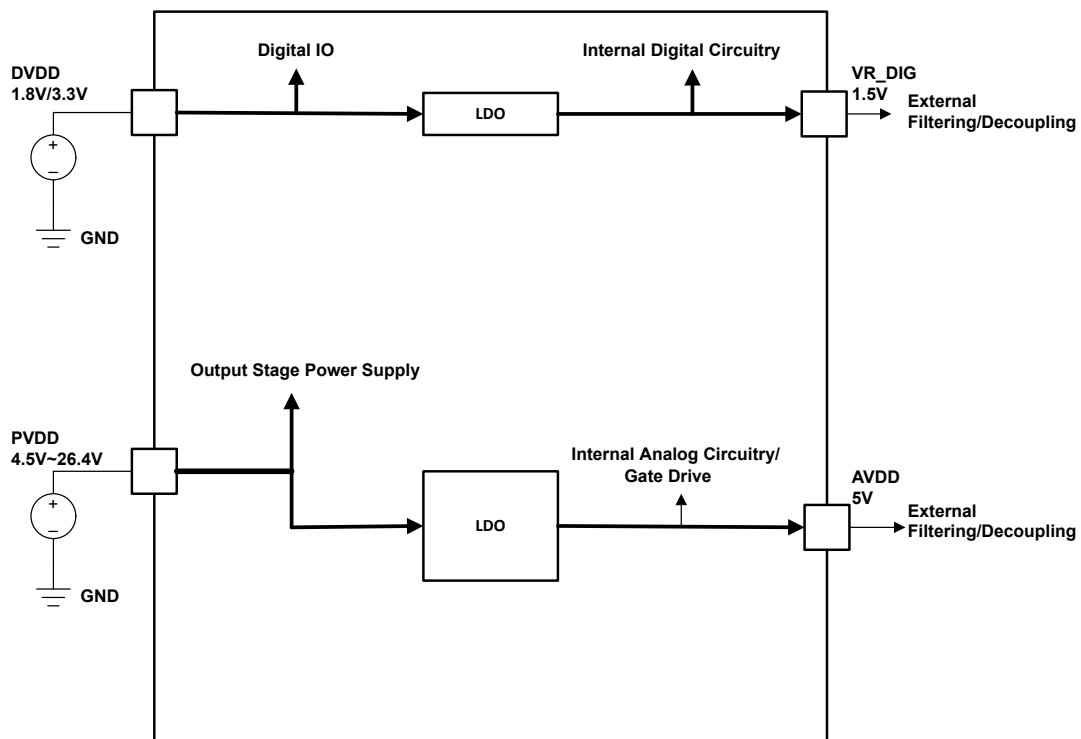 Digital IO
Internal Digital Circuitry
DVDD
1.8V/3.3V
VR_DIG
1.5V
LDO
External
Filtering/Decoupling
+
−
GND
Output Stage Power Supply
PVDD
4.5V~26.4V
Internal Analog Circuitry/
Gate Drive
AVDD
5V
LDO
External
Filtering/Decoupling
+
−
GND